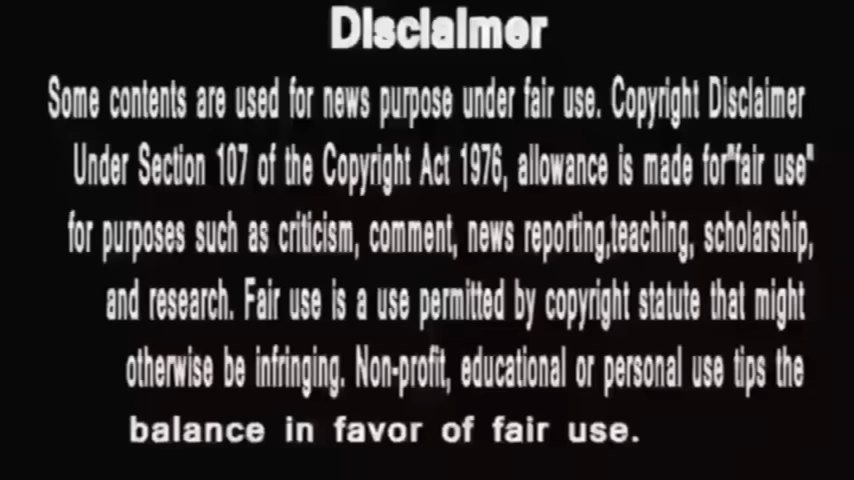 Disclaimer
Some contents are used for news purpose under fair use. Copyright Disclaimer
Under Section 107 of the Copyright Act 1976, allowance is made for"fair use"
for purposes such as criticism, comment, news reporting,teaching, scholarship,
and research. Fair use is a use permitted by copyright statute that might
otherwise be infringing. Non-profit, educational or personal use tips the
balance in favor of fair use.